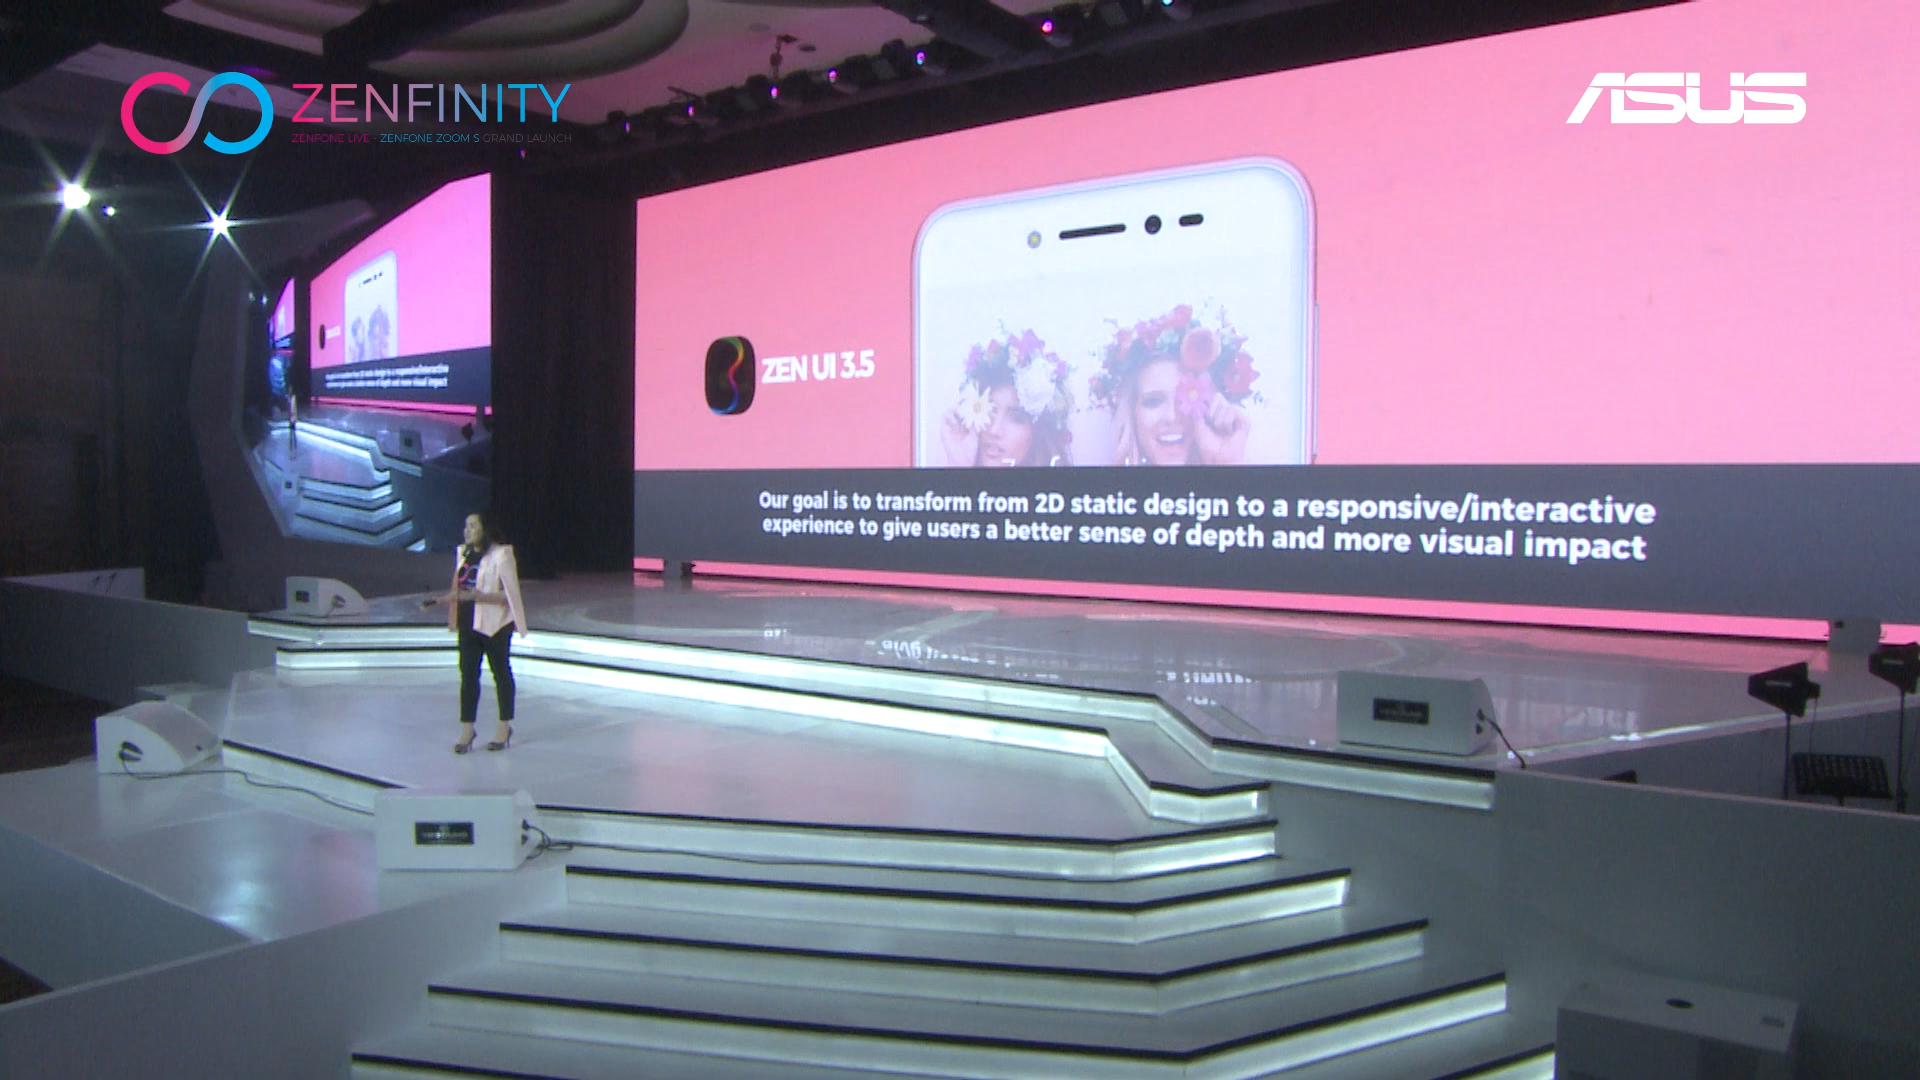 ZENFINITY
ZENFONE LIVE - ZENFONE ZOOM S GRAND LAUNCH
ASUS
ZEN UI 3.5
Our goal is to transform from 2D static design to a responsive/interactive
experience to give users a better sense of depth and more visual impact